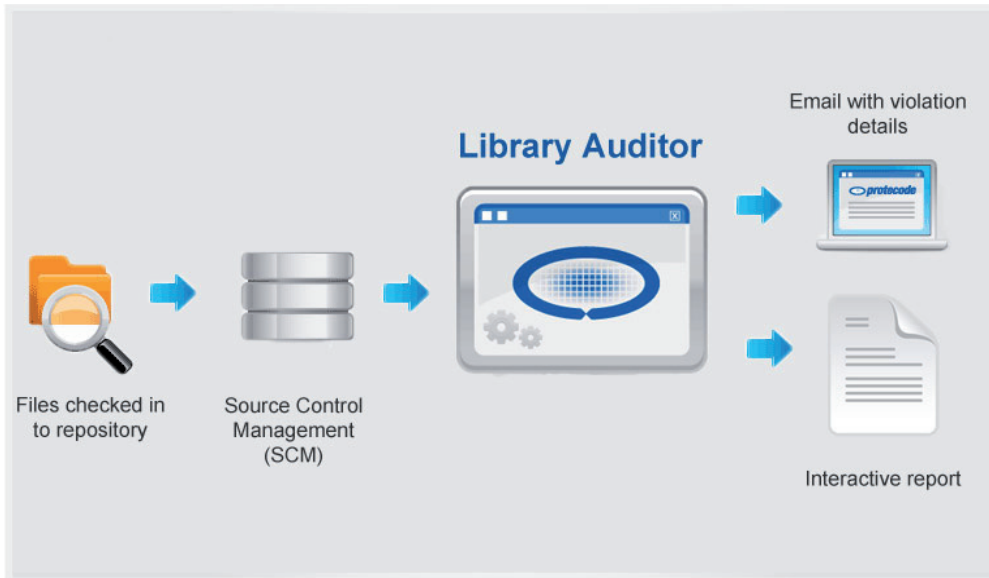 Email with violation
details
Library Auditor
protecode
Files checked in
to repository
Source Control
Management
(SCM)
Interactive report